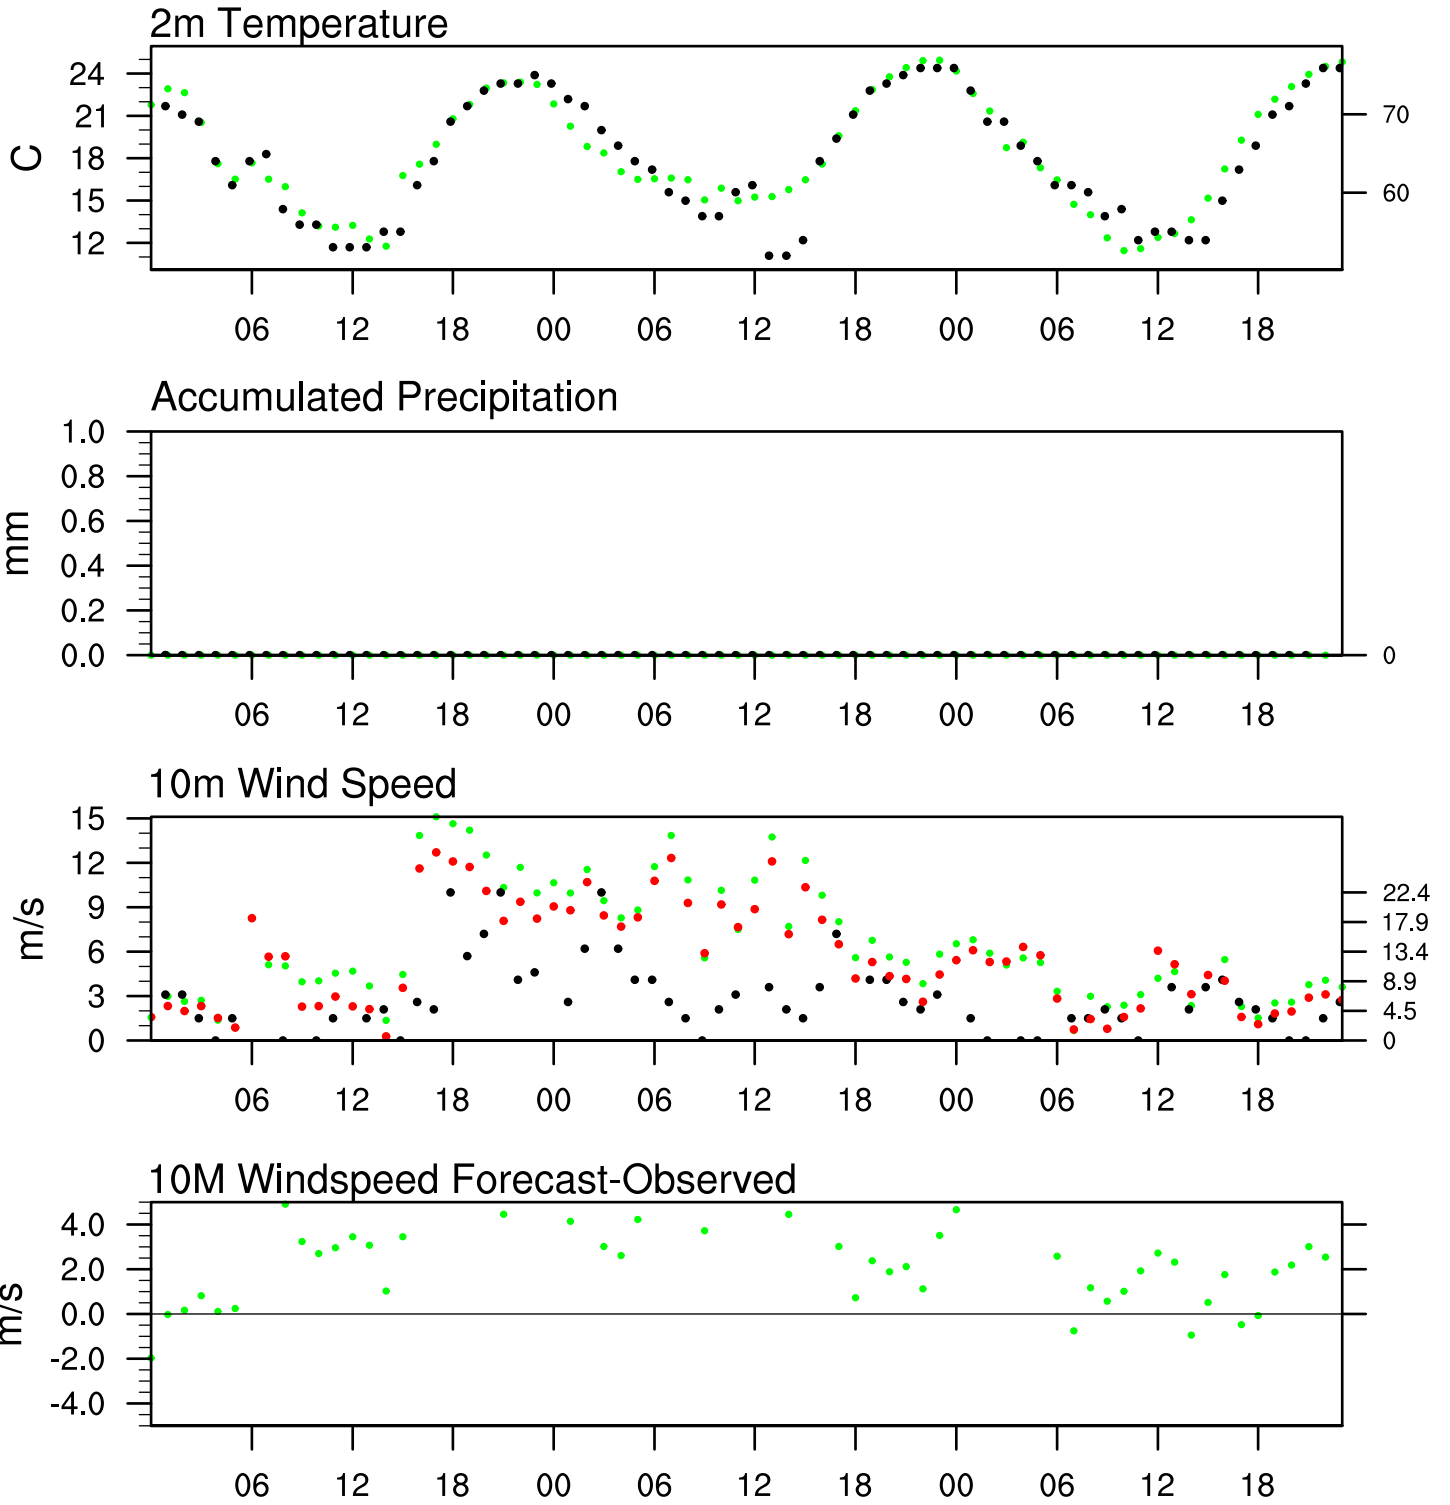 2m Temperature
24
21
18
15
12
C
70
60
06 12 18 00 06 12 18 00 06 12 18
Accumulated Precipitation
1.0
0.8
0.6
0.4
0.2
0.0
mm
0
06 12 18 00 06 12 18 00 06 12 18
10m Wind Speed
15
12
9
6
3
0
m/s
22.4
17.9
13.4
8.9
4.5
0
06 12 18 00 06 12 18 00 06 12 18
10M Windspeed Forecast-Observed
4.0
2.0
0.0
-2.0
-4.0
m/s
06 12 18 00 06 12 18 00 06 12 18